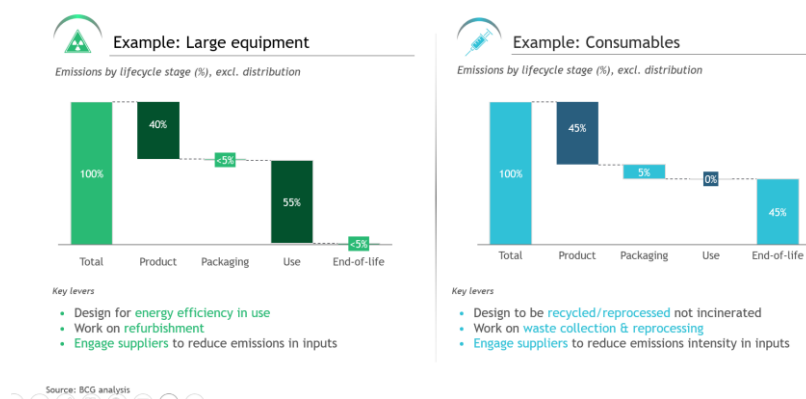 Example: Large equipment
Emissions by lifecycle stage (%), excl. distribution
100%
40%
<5%
55%
<5%
Total
Product
Packaging
Use
End-of-life
Key levers
• Design for energy efficiency in use
• Work on refurbishment
• Engage suppliers to reduce emissions in inputs
Example: Consumables
Emissions by lifecycle stage (%), excl. distribution
100%
45%
5%
0%
45%
Total
Product
Packaging
Use
End-of-life
Key levers
• Design to be recycled/reprocessed not incinerated
• Work on waste collection & reprocessing
• Engage suppliers to reduce emissions intensity in inputs
Source: BCG analysis